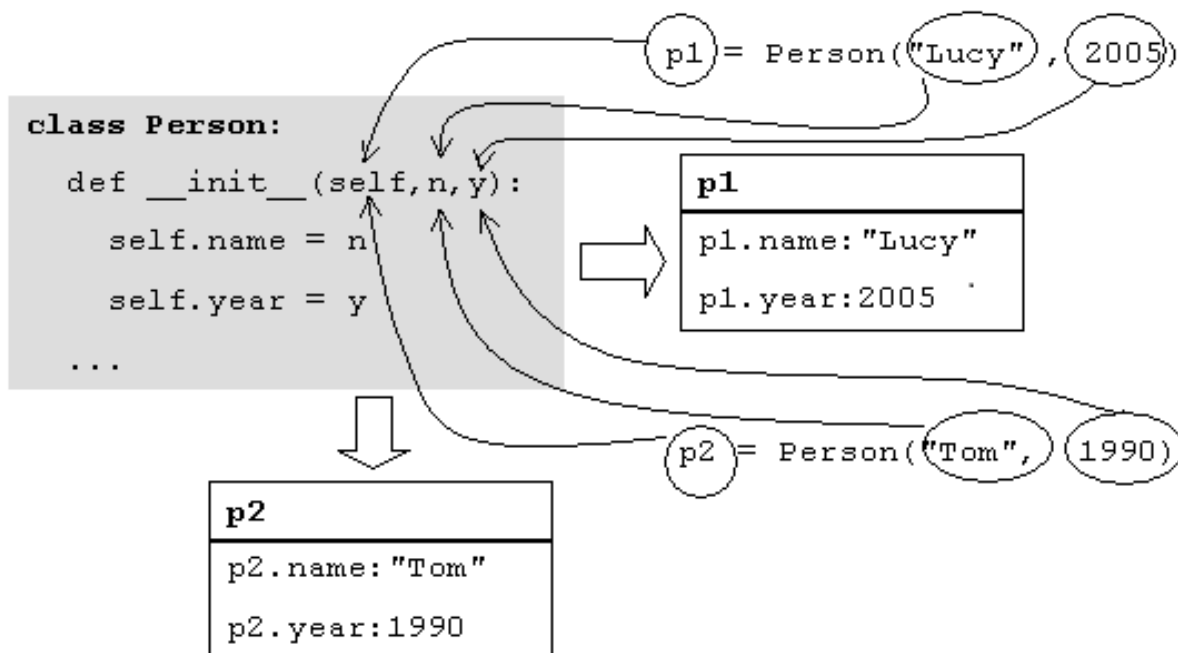 p1 = Person("Lucy" , 2005)
class Person:
def __init__(self,n,y):
self.name = n
self.year = y
...
p1
p1.name:"Lucy"
p1.year:2005
p2 = Person("Tom", 1990)
p2
p2.name:"Tom"
p2.year:1990